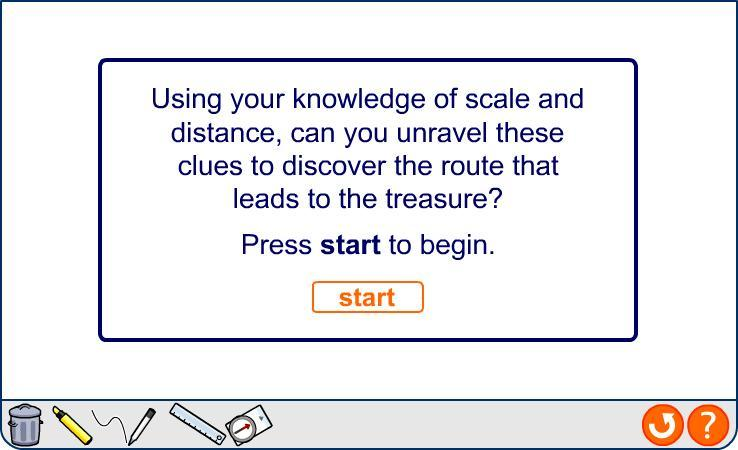 Using your knowledge of scale and
distance, can you unravel these
clues to discover the route that
leads to the treasure?
Press start to begin.
start
?